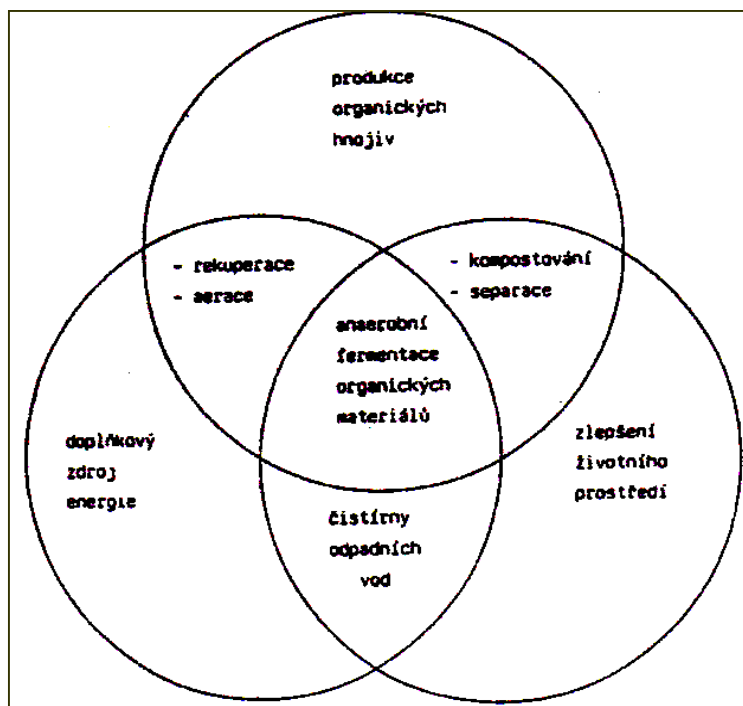 produkce
organických
hnojiv
- rekuperace
- aerace
- kompostování
- separace
anaerobní
fermentace
organických
materiálů
doplňkový
zdroj
energie
zlepšení
životního
prostředí
čistírny
odpadních
vod